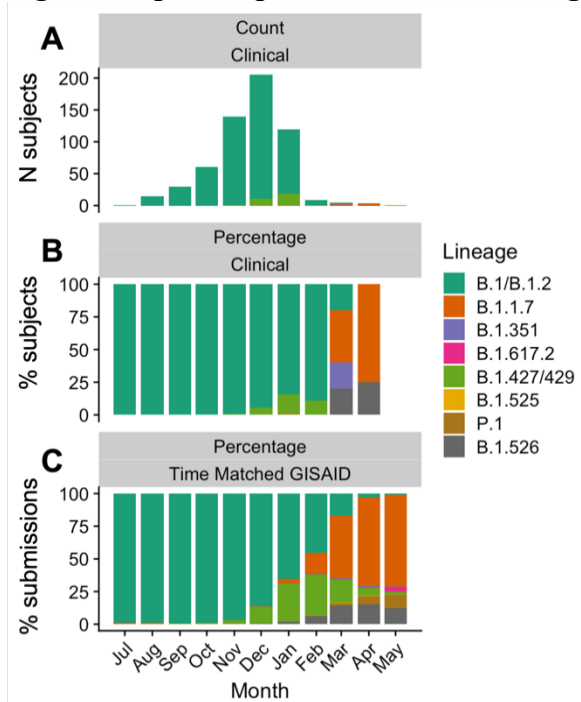 A
Count
Clinical
N subjects
200
150
100
50
0
B
Percentage
Clinical
% subjects
100
75
50
25
0
C
Percentage
Time Matched GISAID
% submissions
100
75
50
25
0
Jul Aug Sep Oct Nov Dec Jan Feb Mar Apr May
Month
Lineage
B.1/B.1.2
B.1.1.7
B.1.351
B.1.617.2
B.1.427/429
B.1.525
P.1
B.1.526